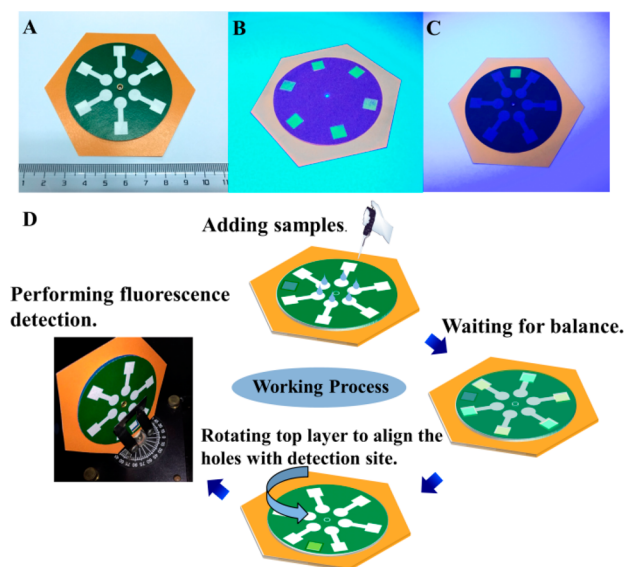 A
B
C
1 2 3 4 5 6 7 8 9 10 11
D
Adding samples.
Performing fluorescence
detection.
Waiting for balance.
Working Process
Rotating top layer to align the
holes with detection site.